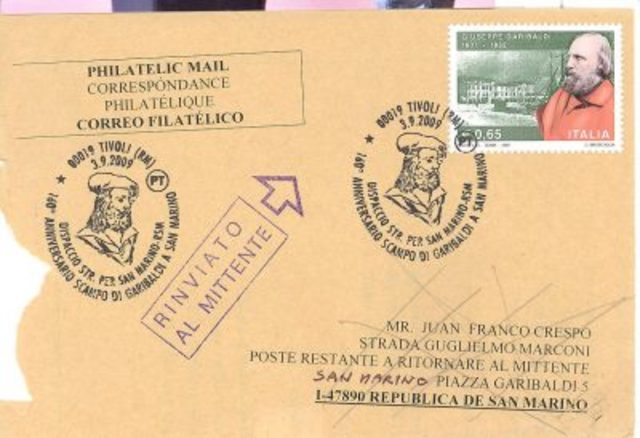 PHILATELIC MAIL
CORRESPÓNDANCE
PHILATÉLIQUE
CORREO FILATÉLICO
GIUSEPPE GARIBALDI
1807 - 1882
€0,65
ITALIA
00019 TIVOLI (RM)
3.9.2009
PT
DISPACCIO STR. PER SAN MARINO-RSM
160° ANNIVERSARIO SCAMPO DI GARIBALDI A SAN MARINO
00019 TIVOLI (RM)
3.9.2009
PT
DISPACCIO STR. PER SAN MARINO-RSM
160° ANNIVERSARIO SCAMPO DI GARIBALDI A SAN MARINO
RINVIATO
AL MITTENTE
MR. JUAN FRANCO CRESPO
STRADA GUGLIELMO MARCONI
POSTE RESTANTE A RITORNARE AL MITTENTE
SAN MARINO PIAZZA GARIBALDI 5
I-47890 REPUBLICA DE SAN MARINO